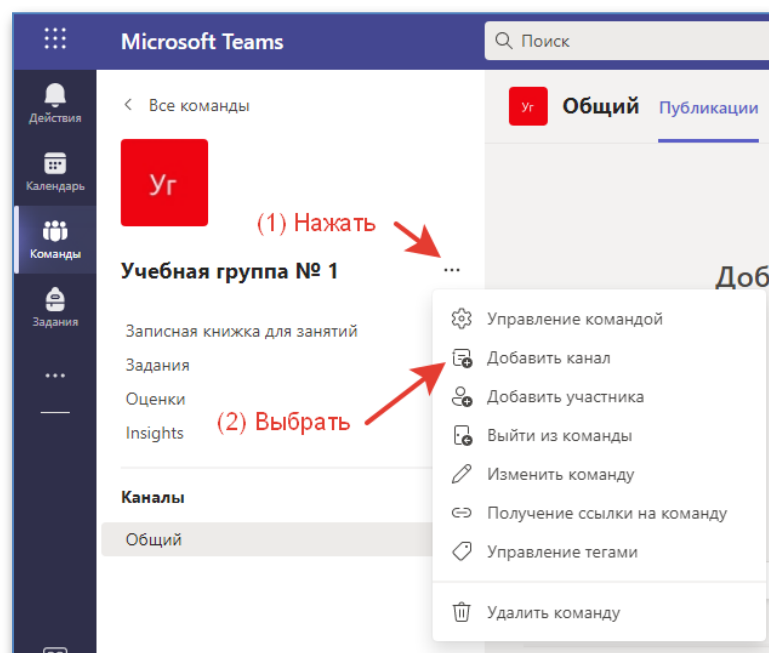 Microsoft Teams
Поиск
Действия
Календарь
Команды
Задания
Все команды
Уг
(1) Нажать
Учебная группа № 1
Записная книжка для занятий
Задания
Оценки
Insights
(2) Выбрать
Каналы
Общий
Уг
Общий
Публикации
Доб
Управление командой
Добавить канал
Добавить участника
Выйти из команды
Изменить команду
Получение ссылки на команду
Управление тегами
Удалить команду